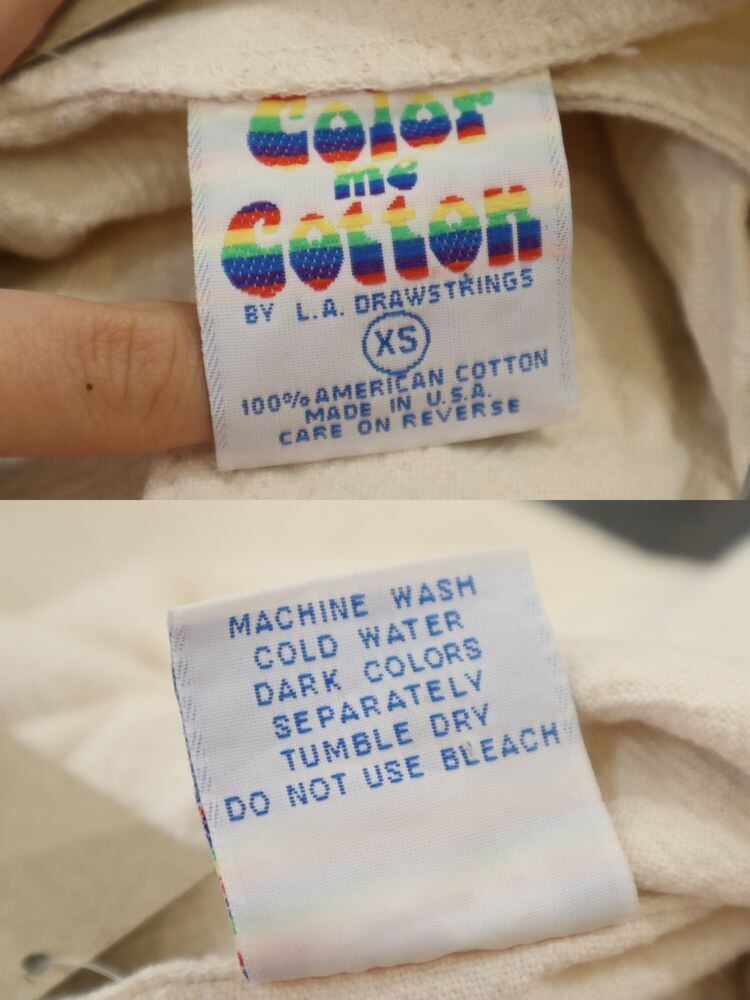 Color
me
Cotton
BY L.A. DRAWSTRINGS
XS
100% AMERICAN COTTON
MADE IN U.S.A.
CARE ON REVERSE
MACHINE WASH
COLD WATER
DARK COLORS
SEPARATELY
TUMBLE DRY
DO NOT USE BLEACH